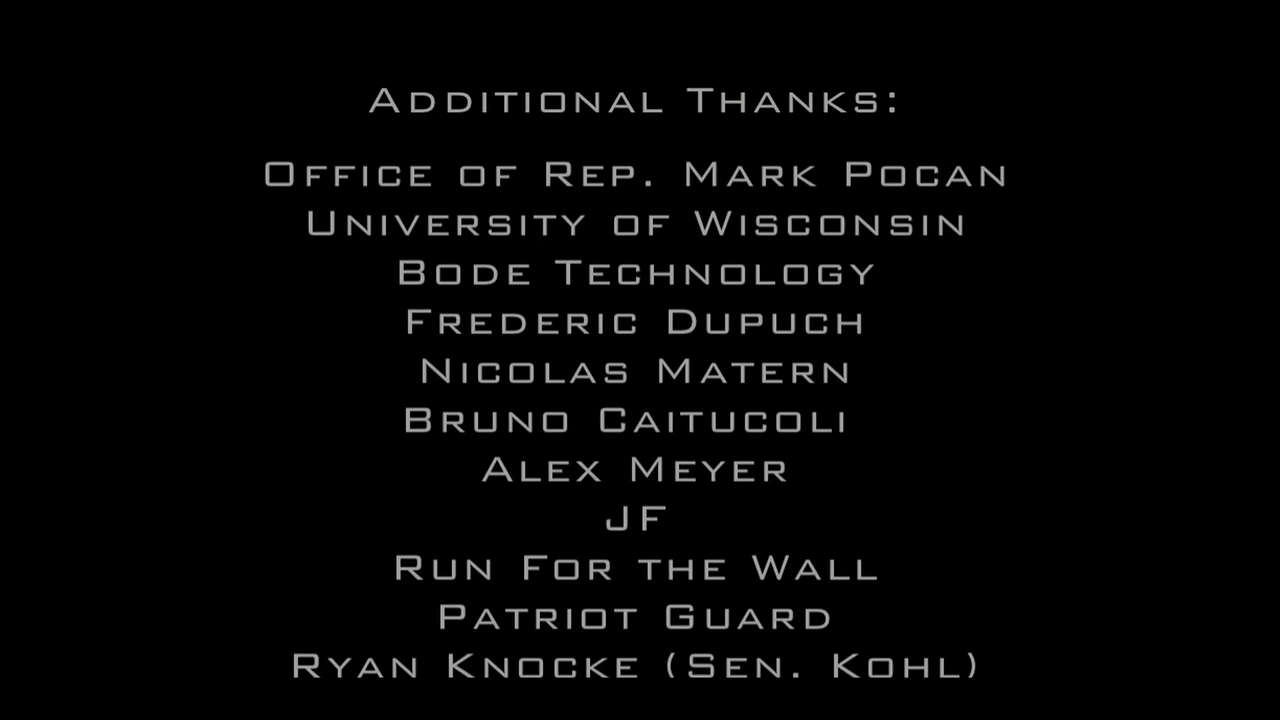 Additional Thanks:
Office of Rep. Mark Pocan
University of Wisconsin
Bode Technology
Frederic Dupuch
Nicolas Matern
Bruno Caitucoli
Alex Meyer
JF
Run For the Wall
Patriot Guard
Ryan Knocke (Sen. Kohl)